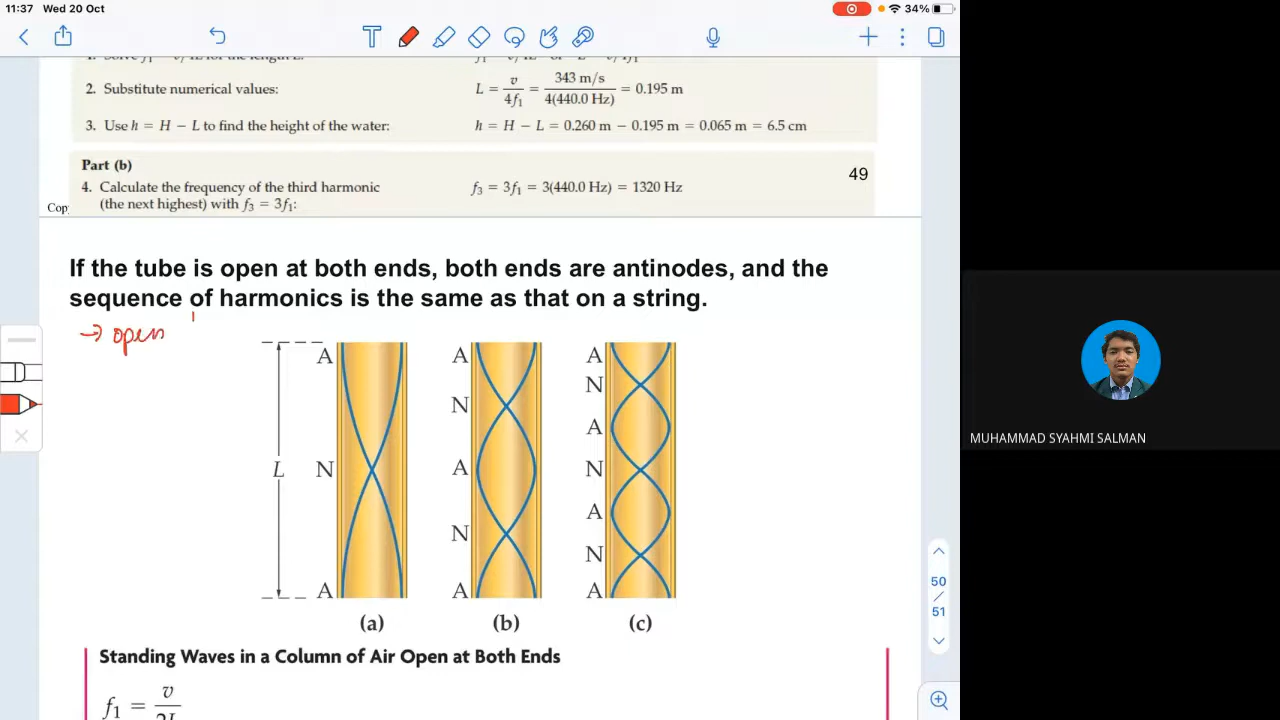 11:37 Wed 20 Oct
34%
2. Substitute numerical values:
L = v/4f₁ = 343 m/s / 4(440.0 Hz) = 0.195 m
3. Use h = H − L to find the height of the water:
h = H − L = 0.260 m − 0.195 m = 0.065 m = 6.5 cm
Part (b)
49
4. Calculate the frequency of the third harmonic
(the next highest) with f₃ = 3f₁:
f₃ = 3f₁ = 3(440.0 Hz) = 1320 Hz
Cop
If the tube is open at both ends, both ends are antinodes, and the
sequence of harmonics is the same as that on a string.
→ open
A A A
N N
A
L N A N
N A
N
A A A
(a) (b) (c)
50
/
51
Standing Waves in a Column of Air Open at Both Ends
f₁ = v/2L
MUHAMMAD SYAHMI SALMAN